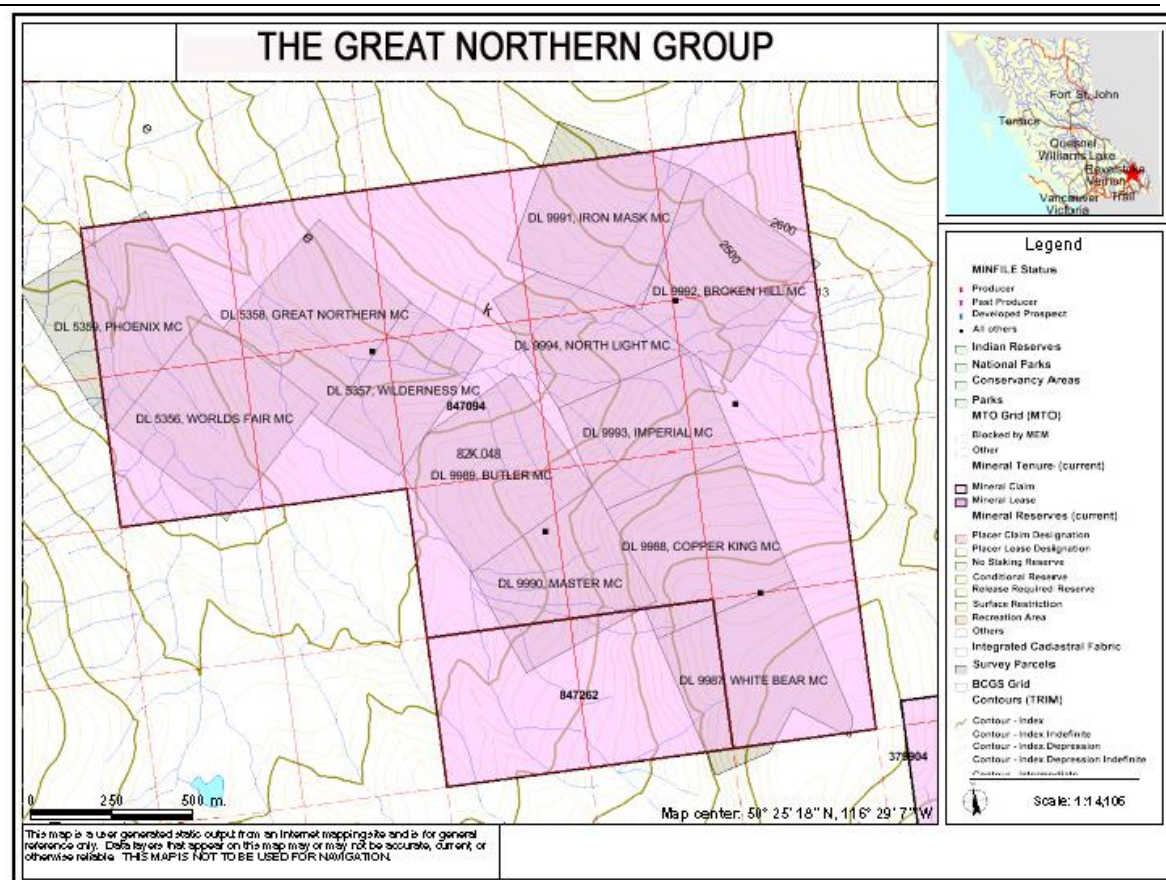 THE GREAT NORTHERN GROUP
Fort St. John
Terrace
Quesnel
Williams Lake
Revelstoke
Vernon
Vancouver
Trail
Victoria
DL 9991, IRON MASK MC
2600
2500
DL 9992, BROKEN HILL MC
13
DL 5359, PHOENIX MC
DL 5358, GREAT NORTHERN MC
DL 9994, NORTH LIGHT MC
DL 5357, WILDERNESS MC
847094
DL 5356, WORLDS FAIR MC
DL 9993, IMPERIAL MC
82K.048
DL 9989, BUTLER MC
DL 9988, COPPER KING MC
DL 9990, MASTER MC
DL 9987, WHITE BEAR MC
847262
379904
0 250 500 m.
Map center: 50° 25' 18" N, 116° 29' 7" W
Legend
MINFILE Status
Producer
Past Producer
Developed Prospect
All others
Indian Reserves
National Parks
Conservancy Areas
Parks
MTO Grid (MTO)
Blocked by MEM
Other
Mineral Tenure (current)
Mineral Claim
Mineral Lease
Mineral Reserves (current)
Placer Claim Designation
Placer Lease Designation
No Staking Reserve
Conditional Reserve
Release Required Reserve
Surface Restriction
Recreation Area
Others
Integrated Cadastral Fabric
Survey Parcels
BCGS Grid
Contours (TRIM)
Contour - Index
Contour - Index Indefinite
Contour - Index Depression
Contour - Index Depression Indefinite
Contour - Intermediate
Scale: 1:14,106
This map is a user generated static output from an Internet mapping site and is for general
reference only. Data layers that appear on this map may or may not be accurate, current, or
otherwise reliable. THIS MAP IS NOT TO BE USED FOR NAVIGATION.